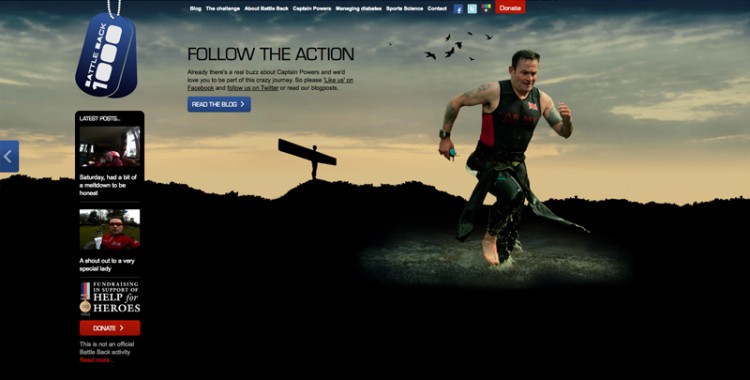 Blog The challenge About Battle Back Captain Powers Managing diabetes Sports Science Contact Donate
BATTLE BACK
1000
FOLLOW THE ACTION
Already there's a real buzz about Captain Powers and we'd
love you to be part of this crazy journey. So please 'Like us' on
Facebook and follow us on Twitter or read our blogposts.
READ THE BLOG
LATEST POSTS...
Saturday, had a bit of
a meltdown to be
honest
A shout out to a very
special lady
FUNDRAISING
IN SUPPORT OF
HELP for
HEROES
DONATE
This is not an official
Battle Back activity
Read more...